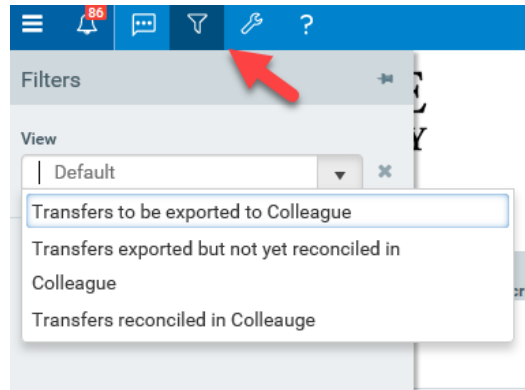 86
?
Filters
E
View
Y
Default
Transfers to be exported to Colleague
Transfers exported but not yet reconciled in
Colleague
cr
Transfers reconciled in Colleauge